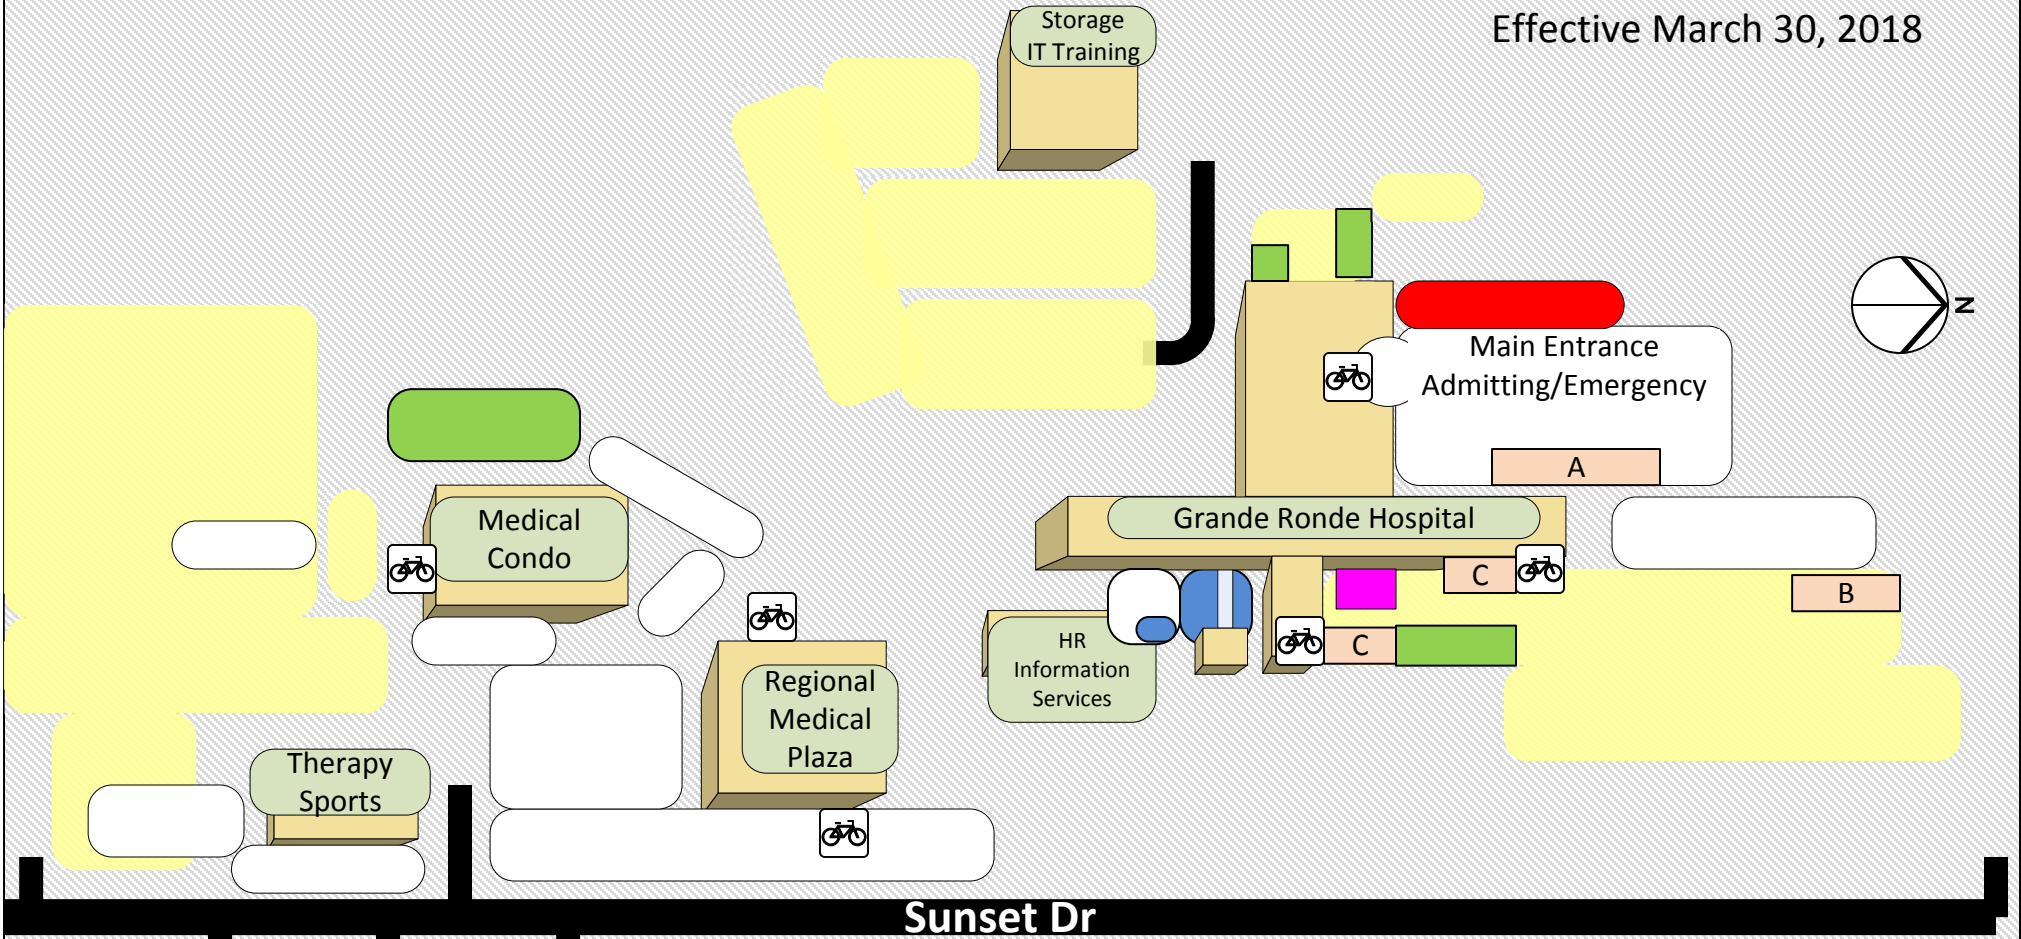 Storage
IT Training
Effective March 30, 2018
N
Main Entrance
Admitting/Emergency
A
Medical
Condo
Grande Ronde Hospital
C
B
HR
Information
Services
C
Regional
Medical
Plaza
Therapy
Sports
Sunset Dr